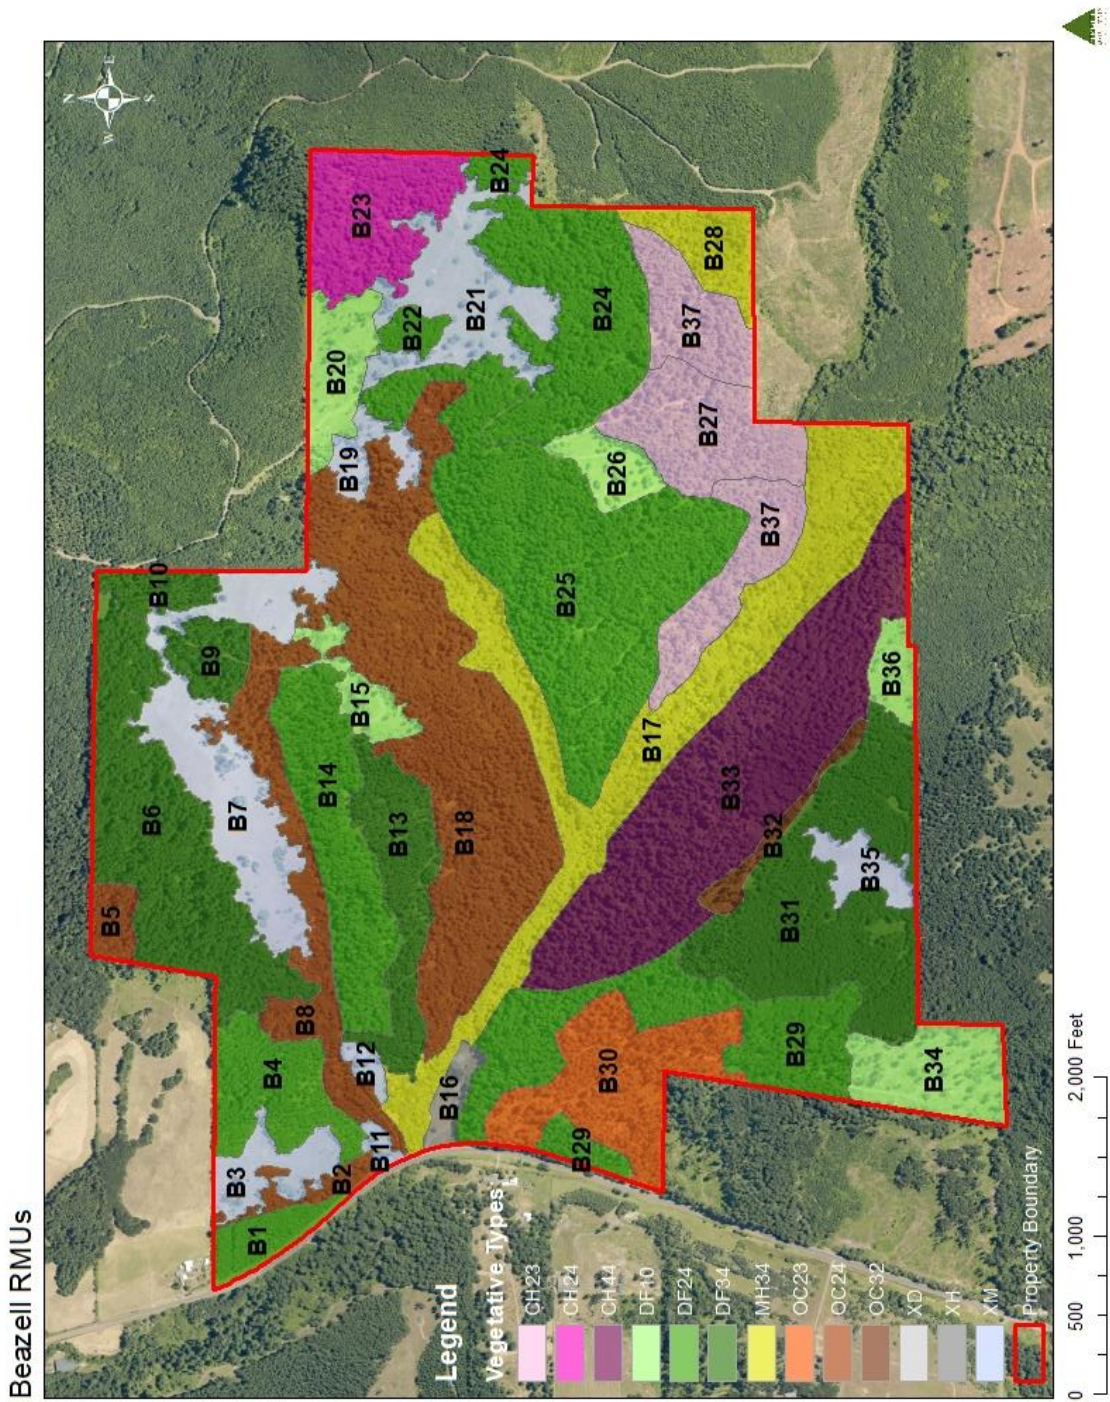 Beazell RMUs
N
W
E
S
B1
B2
B3
B4
B5
B6
B7
B8
B9
B10
B11
B12
B13
B14
B15
B16
B17
B18
B19
B20
B21
B22
B23
B24
B24
B25
B26
B27
B28
B37
B37
B29
B29
B30
B31
B32
B33
B34
B35
B36
Legend
Vegetative Types
CH23
CH24
CH44
DF10
DF24
DF34
MH34
OC23
OC24
OC32
XD
XH
XM
Property Boundary
0 500 1,000 2,000 Feet